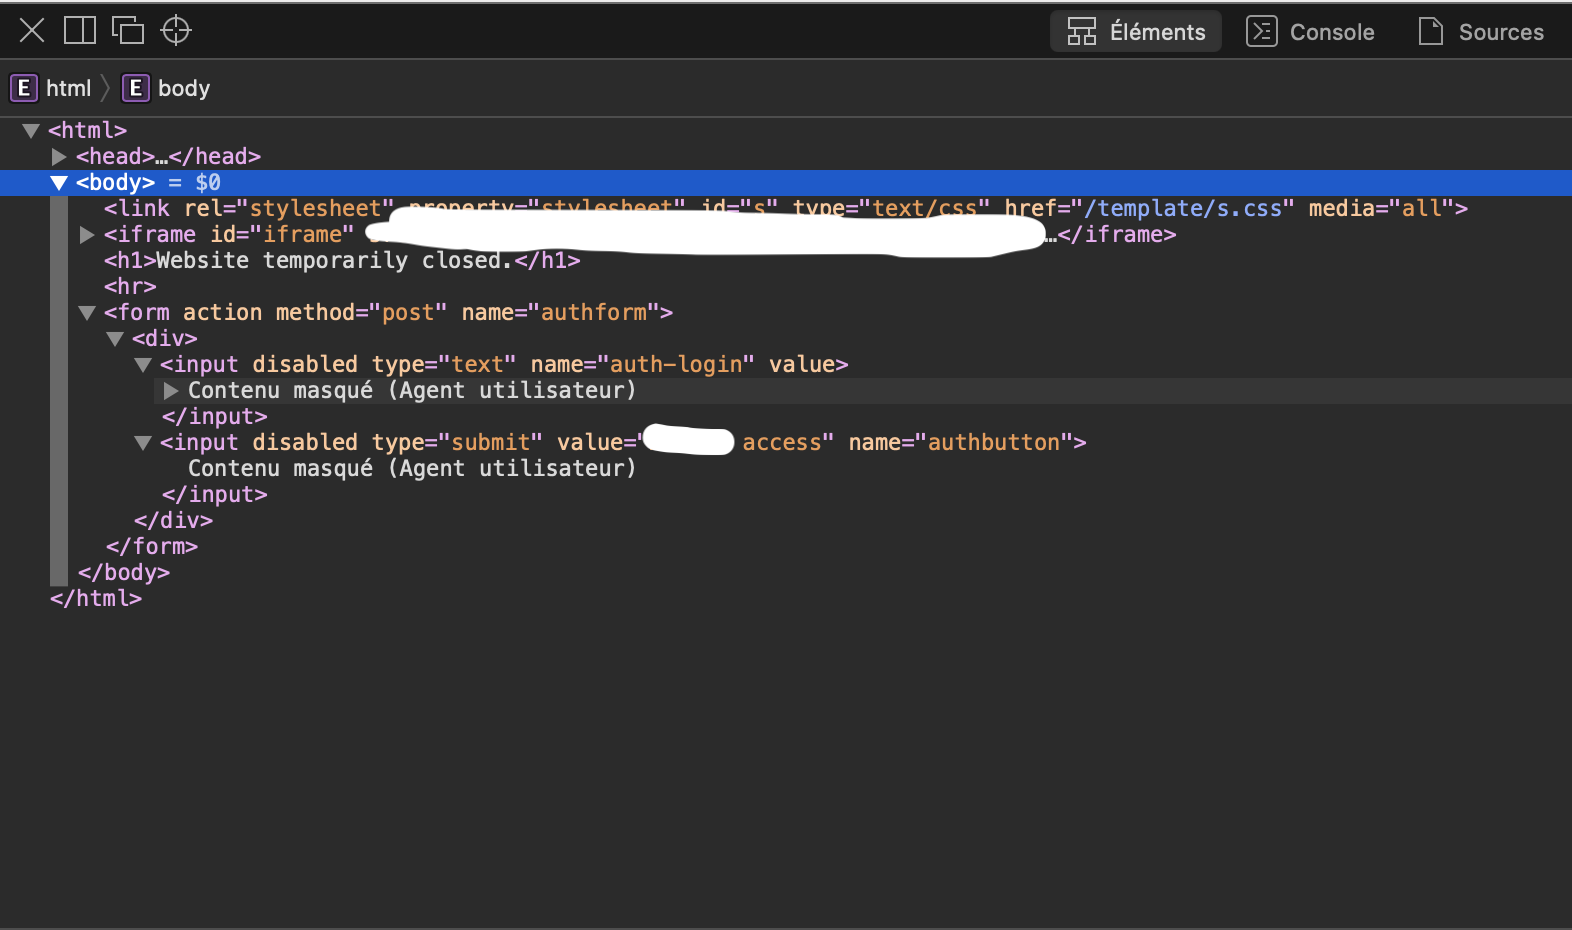 Éléments Console Sources
E html E body
<html>
<head>…</head>
<body> = $0
<link rel="stylesheet" property="stylesheet" id="s" type="text/css" href="/template/s.css" media="all">
<iframe id="iframe" …</iframe>
<h1>Website temporarily closed.</h1>
<hr>
<form action method="post" name="authform">
<div>
<input disabled type="text" name="auth-login" value>
Contenu masqué (Agent utilisateur)
</input>
<input disabled type="submit" value=" access" name="authbutton">
Contenu masqué (Agent utilisateur)
</input>
</div>
</form>
</body>
</html>